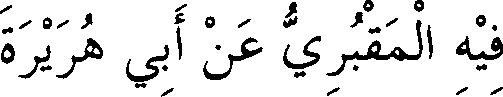 فِيْهِ الْمَقْبُرِيُّ عَنْ أَبِي هُرَيْرَةَ